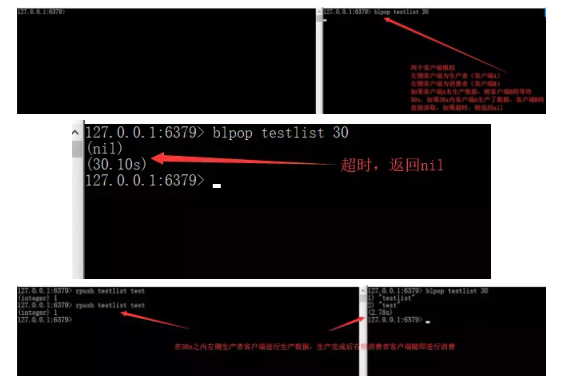 127.0.0.1:6379>
127.0.0.1:6379> blpop testlist 30
两个客户端模拟
左侧客户端为生产者(客户端A)
右侧客户端为消费者(客户端B)
如果客户端A未生产数据,则客户端B将等待
30s,如果30s内客户端A生产了数据,客户端B将
直接读取,如果超时,则返回nil
127.0.0.1:6379> blpop testlist 30
(nil)
(30.10s)
127.0.0.1:6379>
超时,返回nil
127.0.0.1:6379> rpush testlist test
(integer) 1
127.0.0.1:6379> rpush testlist test
(integer) 1
127.0.0.1:6379>
127.0.0.1:6379> blpop testlist 30
1) "testlist"
2) "test"
(2.78s)
127.0.0.1:6379>
在30s之内左侧生产者客户端进行生产数据,生产完成后右侧消费者客户端随即进行消费